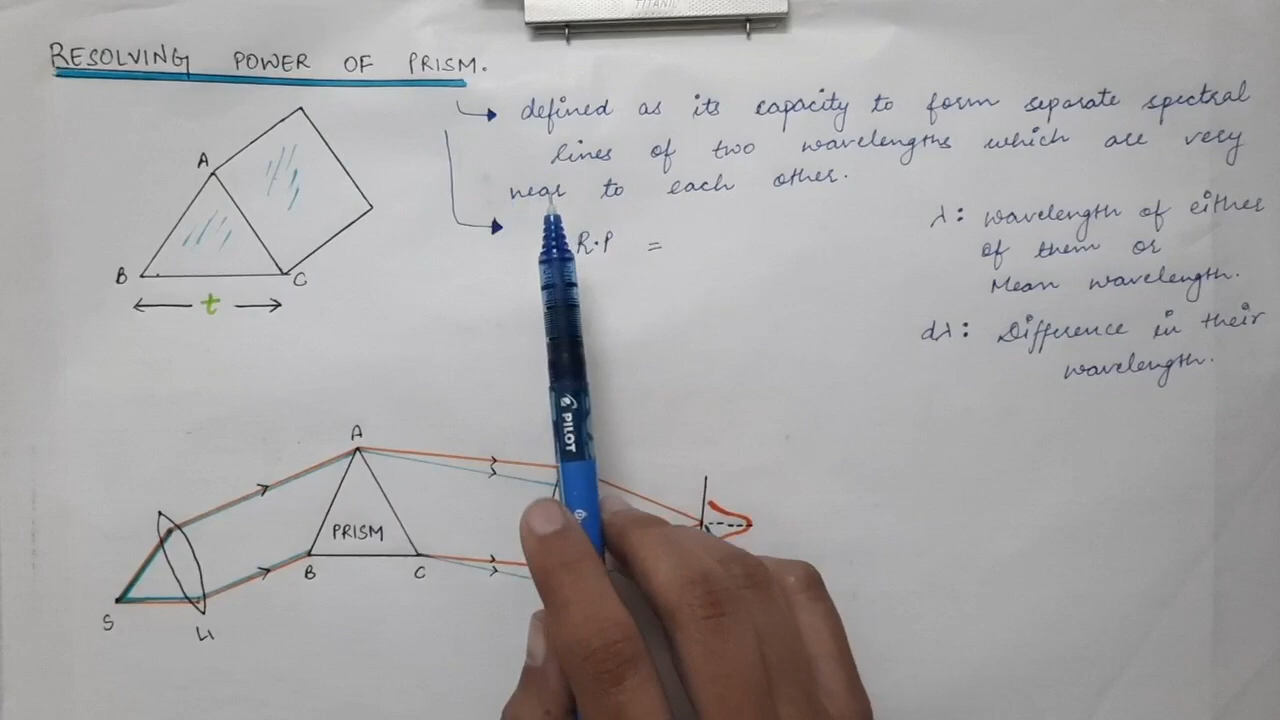 TITANIC
RESOLVING POWER OF PRISM.
defined as its capacity to form separate spectral
lines of two wavelengths which are very
near to each other.
R.P =
λ: wavelength of either
of them or
Mean wavelength.
dλ: Difference in their
wavelength.
A
B
C
t
A
PRISM
B
C
S
L1
PILOT